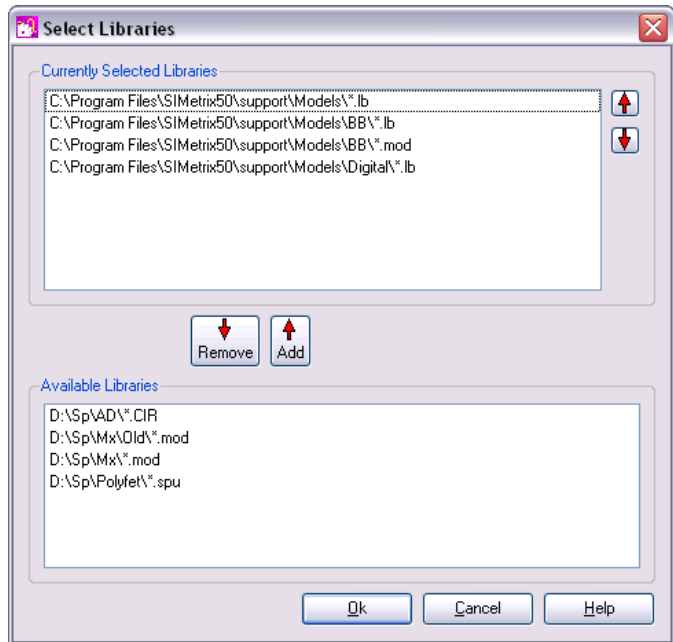 Select Libraries
Currently Selected Libraries
C:\Program Files\SIMetrix50\support\Models\*.lb
C:\Program Files\SIMetrix50\support\Models\BB\*.lb
C:\Program Files\SIMetrix50\support\Models\BB\*.mod
C:\Program Files\SIMetrix50\support\Models\Digital\*.lb
Remove
Add
Available Libraries
D:\Sp\AD\*.CIR
D:\Sp\Mx\Old\*.mod
D:\Sp\Mx\*.mod
D:\Sp\Polyfet\*.spu
Ok
Cancel
Help